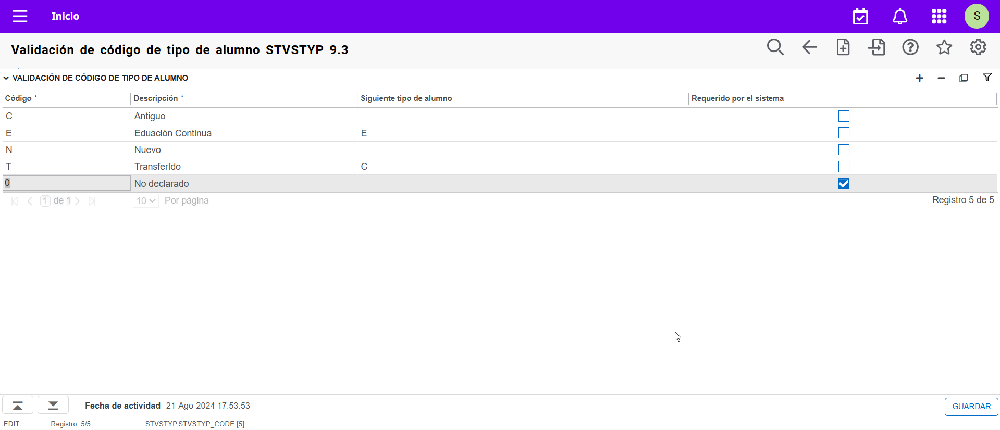 Inicio
S
Validación de código de tipo de alumno STVSTYP 9.3
VALIDACIÓN DE CÓDIGO DE TIPO DE ALUMNO
Código * Descripción * Siguiente tipo de alumno Requerido por el sistema
C Antiguo
E Eduación Continua E
N Nuevo
T TransferIdo C
0 No declarado
1 de 1 10 Por página Registro 5 de 5
Fecha de actividad 21-Ago-2024 17:53:53 GUARDAR
EDIT Registro: 5/5 STVSTYP.STVSTYP_CODE [5]